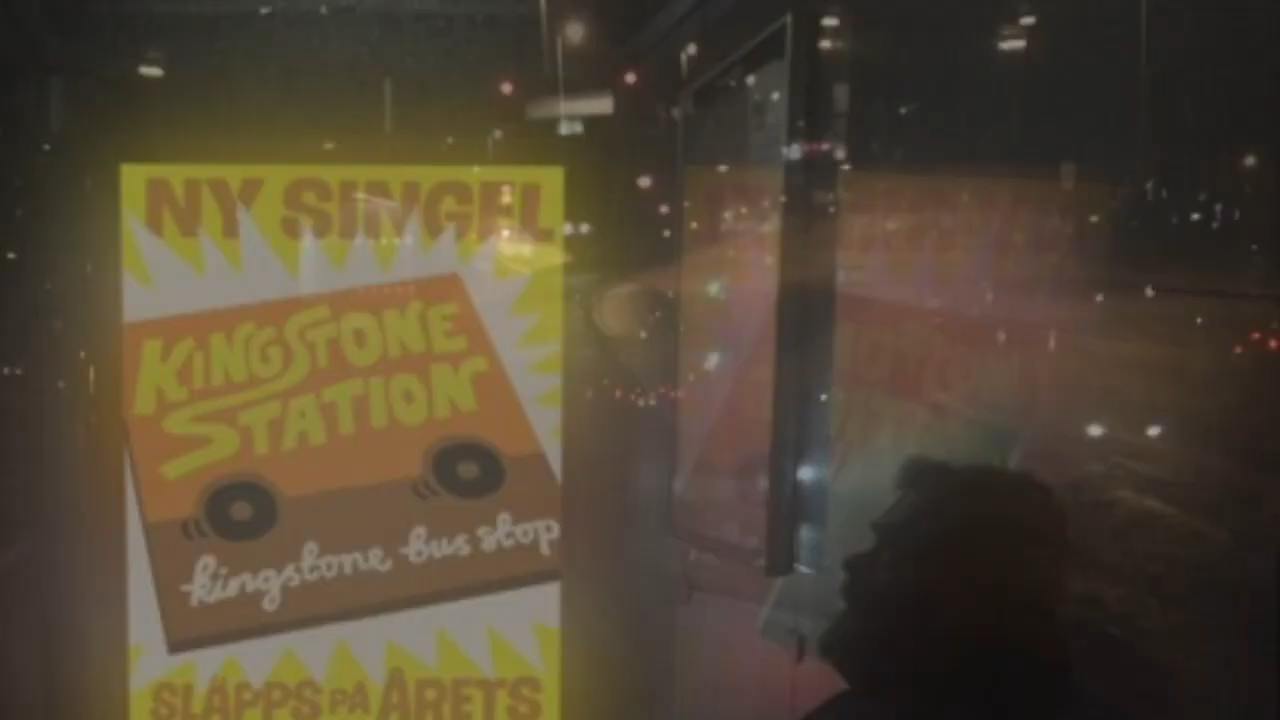 NY SINGEL
KINGSTONE
STATION
kingstone bus stop
SLÄPPS PÅ ÅRETS